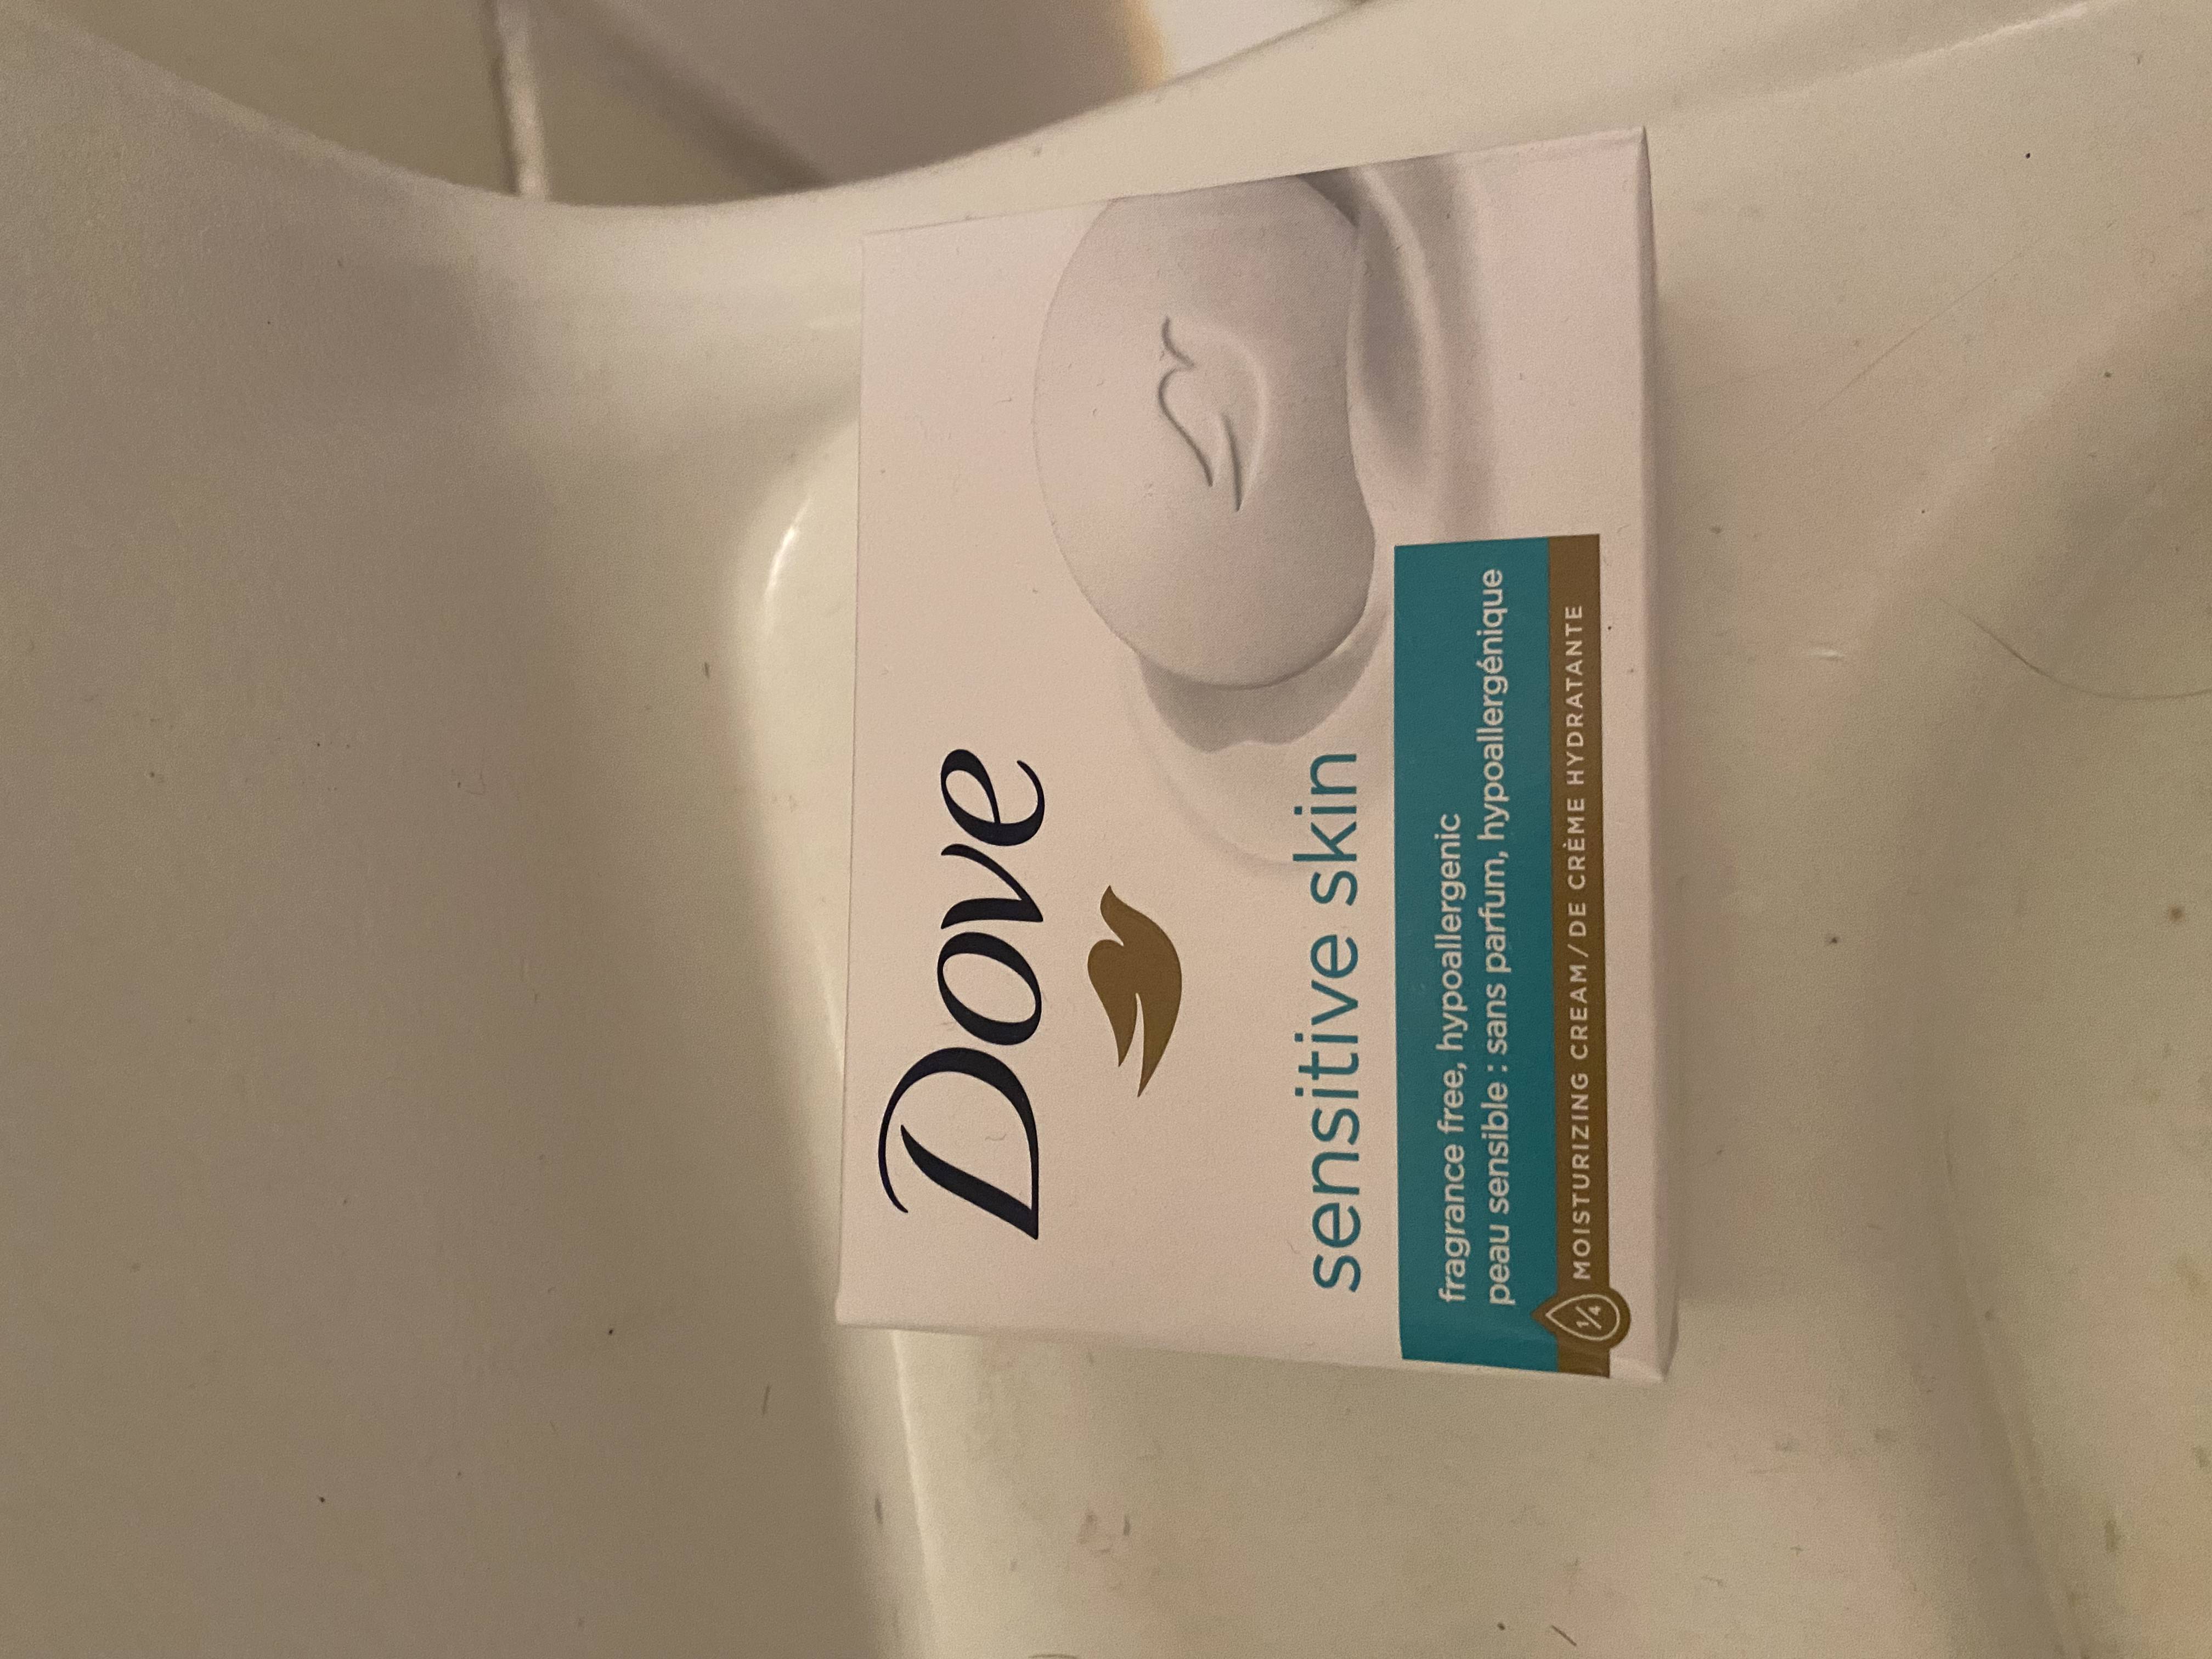 Dove
sensitive skin
fragrance free, hypoallergenic
peau sensible : sans parfum, hypoallergénique
1/4 MOISTURIZING CREAM / DE CRÈME HYDRATANTE